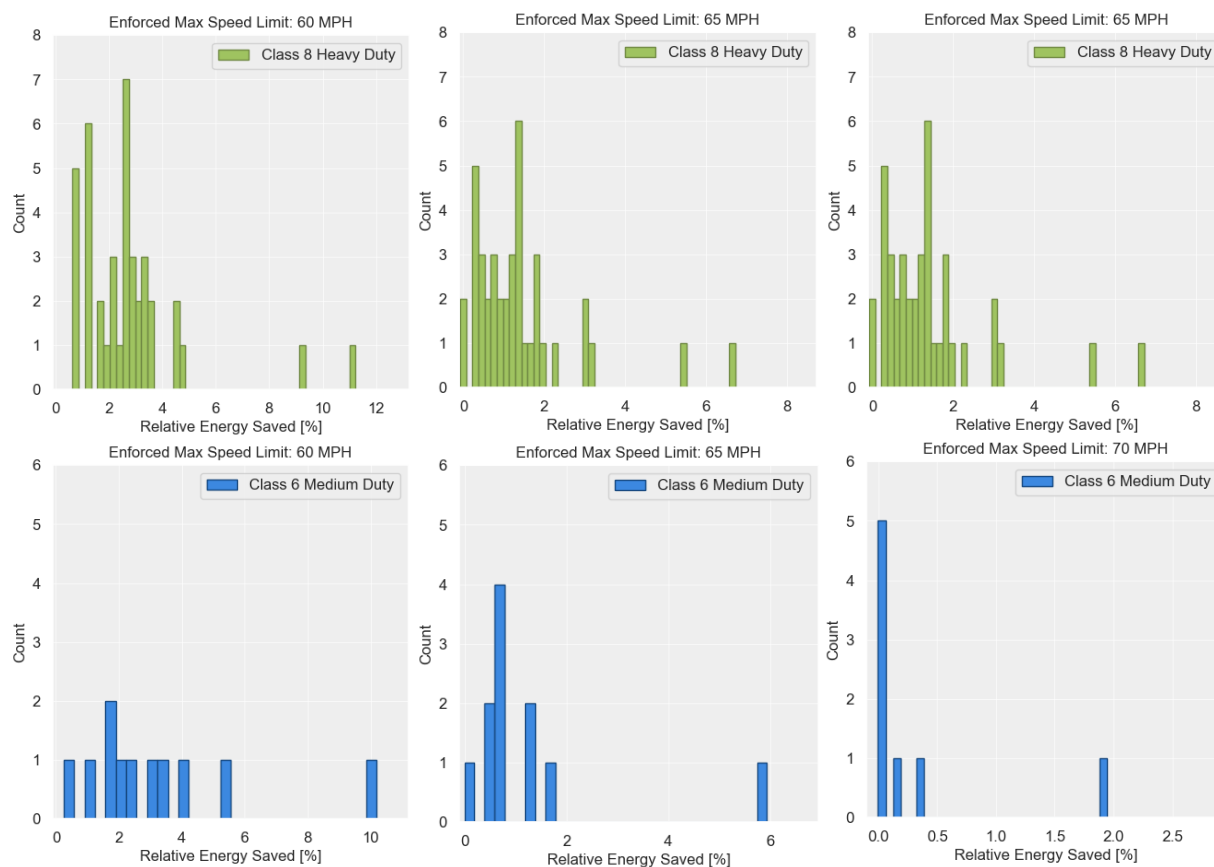 Enforced Max Speed Limit: 60 MPH
Class 8 Heavy Duty
Count
8
7
6
5
4
3
2
1
0
0 2 4 6 8 10 12
Relative Energy Saved [%]
Enforced Max Speed Limit: 65 MPH
Class 8 Heavy Duty
Count
8
7
6
5
4
3
2
1
0
0 2 4 6 8
Relative Energy Saved [%]
Enforced Max Speed Limit: 65 MPH
Class 8 Heavy Duty
Count
8
7
6
5
4
3
2
1
0
0 2 4 6 8
Relative Energy Saved [%]
Enforced Max Speed Limit: 60 MPH
Class 6 Medium Duty
Count
6
5
4
3
2
1
0
0 2 4 6 8 10
Relative Energy Saved [%]
Enforced Max Speed Limit: 65 MPH
Class 6 Medium Duty
Count
6
5
4
3
2
1
0
0 2 4 6
Relative Energy Saved [%]
Enforced Max Speed Limit: 70 MPH
Class 6 Medium Duty
Count
6
5
4
3
2
1
0
0.0 0.5 1.0 1.5 2.0 2.5
Relative Energy Saved [%]